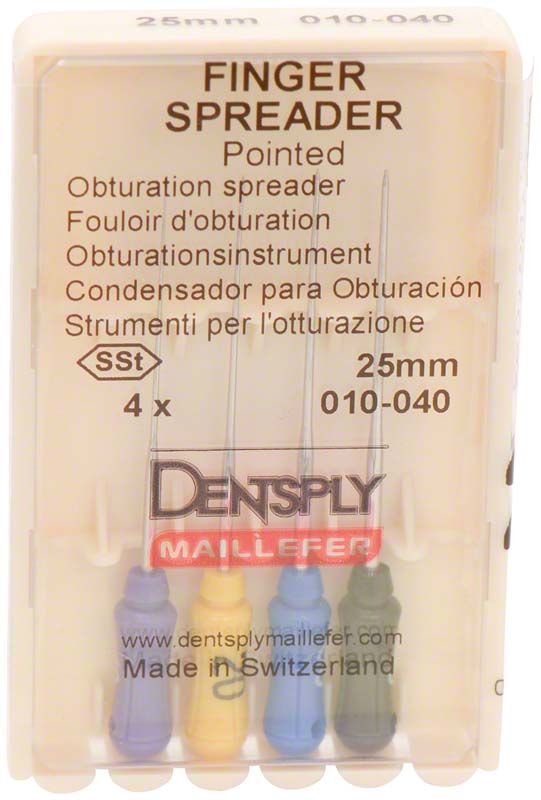 25mm 010-040
FINGER
SPREADER
Pointed
Obturation spreader
Fouloir d'obturation
Obturationsinstrument
Condensador para Obturación
Strumenti per l'otturazione
SSt
25mm
4 x
010-040
DENTSPLY
MAILLEFER
www.dentsplymaillefer.com
Made in Switzerland
20